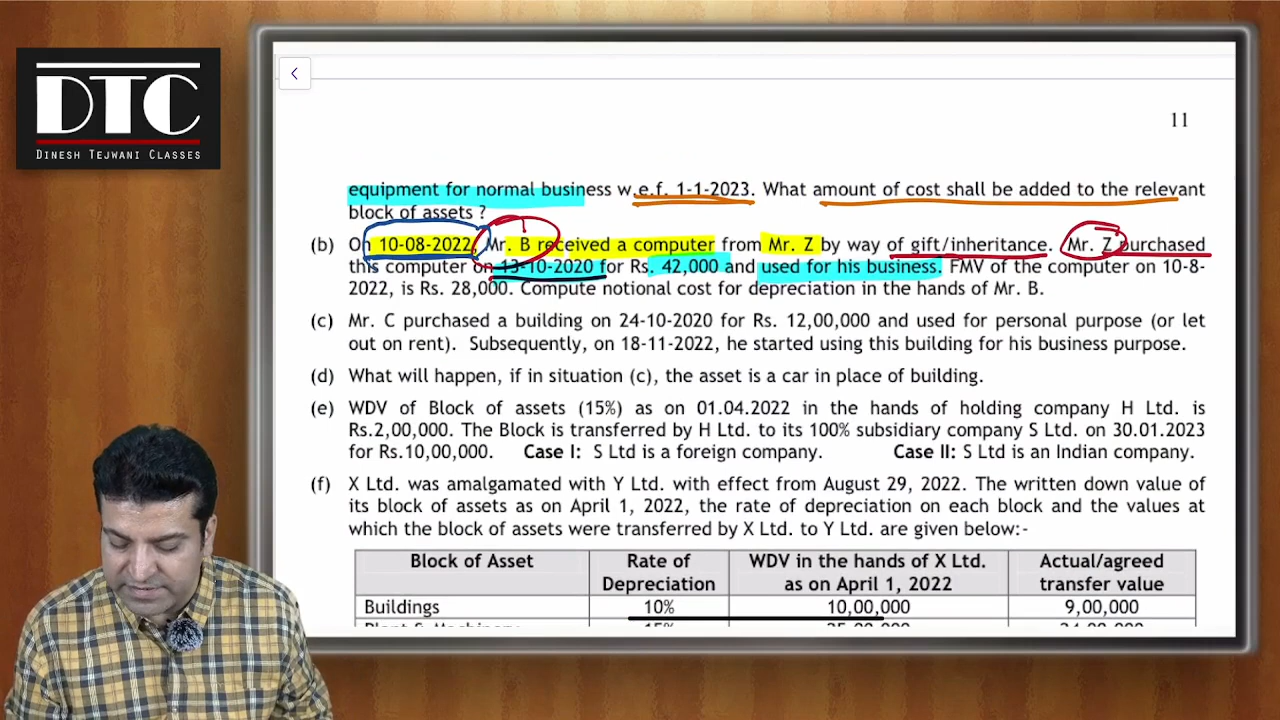 DTC
DINESH TEJWANI CLASSES
11
equipment for normal business w.e.f. 1-1-2023. What amount of cost shall be added to the relevant
block of assets ?
(b) On 10-08-2022, Mr. B received a computer from Mr. Z by way of gift/inheritance. Mr. Z purchased
this computer on 13-10-2020 for Rs. 42,000 and used for his business. FMV of the computer on 10-8-
2022, is Rs. 28,000. Compute notional cost for depreciation in the hands of Mr. B.
(c) Mr. C purchased a building on 24-10-2020 for Rs. 12,00,000 and used for personal purpose (or let
out on rent). Subsequently, on 18-11-2022, he started using this building for his business purpose.
(d) What will happen, if in situation (c), the asset is a car in place of building.
(e) WDV of Block of assets (15%) as on 01.04.2022 in the hands of holding company H Ltd. is
Rs.2,00,000. The Block is transferred by H Ltd. to its 100% subsidiary company S Ltd. on 30.01.2023
for Rs.10,00,000. Case I: S Ltd is a foreign company. Case II: S Ltd is an Indian company.
(f) X Ltd. was amalgamated with Y Ltd. with effect from August 29, 2022. The written down value of
its block of assets as on April 1, 2022, the rate of depreciation on each block and the values at
which the block of assets were transferred by X Ltd. to Y Ltd. are given below:-
Block of Asset Rate of Depreciation WDV in the hands of X Ltd. as on April 1, 2022 Actual/agreed transfer value
Buildings 10% 10,00,000 9,00,000